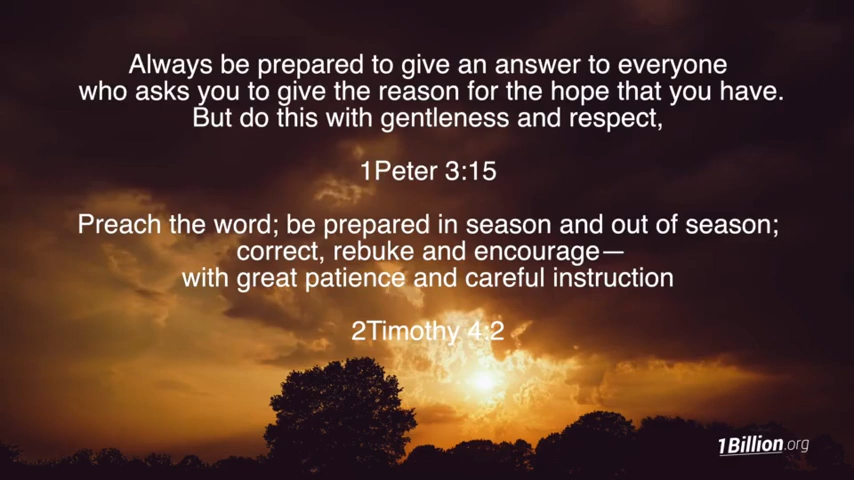 Always be prepared to give an answer to everyone
who asks you to give the reason for the hope that you have.
But do this with gentleness and respect,
1Peter 3:15
Preach the word; be prepared in season and out of season;
correct, rebuke and encourage—
with great patience and careful instruction
2Timothy 4:2
1Billion.org